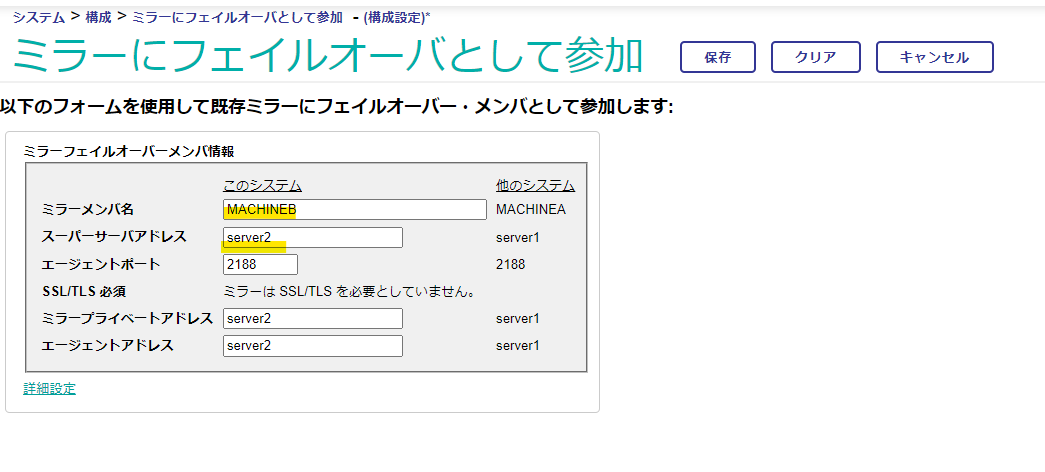 システム > 構成 > ミラーにフェイルオーバとして参加 - (構成設定)*
ミラーにフェイルオーバとして参加 保存 クリア キャンセル
以下のフォームを使用して既存ミラーにフェイルオーバー・メンバとして参加します:
ミラーフェイルオーバーメンバ情報
このシステム 他のシステム
ミラーメンバ名 MACHINEB MACHINEA
スーパーサーバアドレス server2 server1
エージェントポート 2188 2188
SSL/TLS 必須 ミラーは SSL/TLS を必要としていません。
ミラープライベートアドレス server2 server1
エージェントアドレス server2 server1
詳細設定